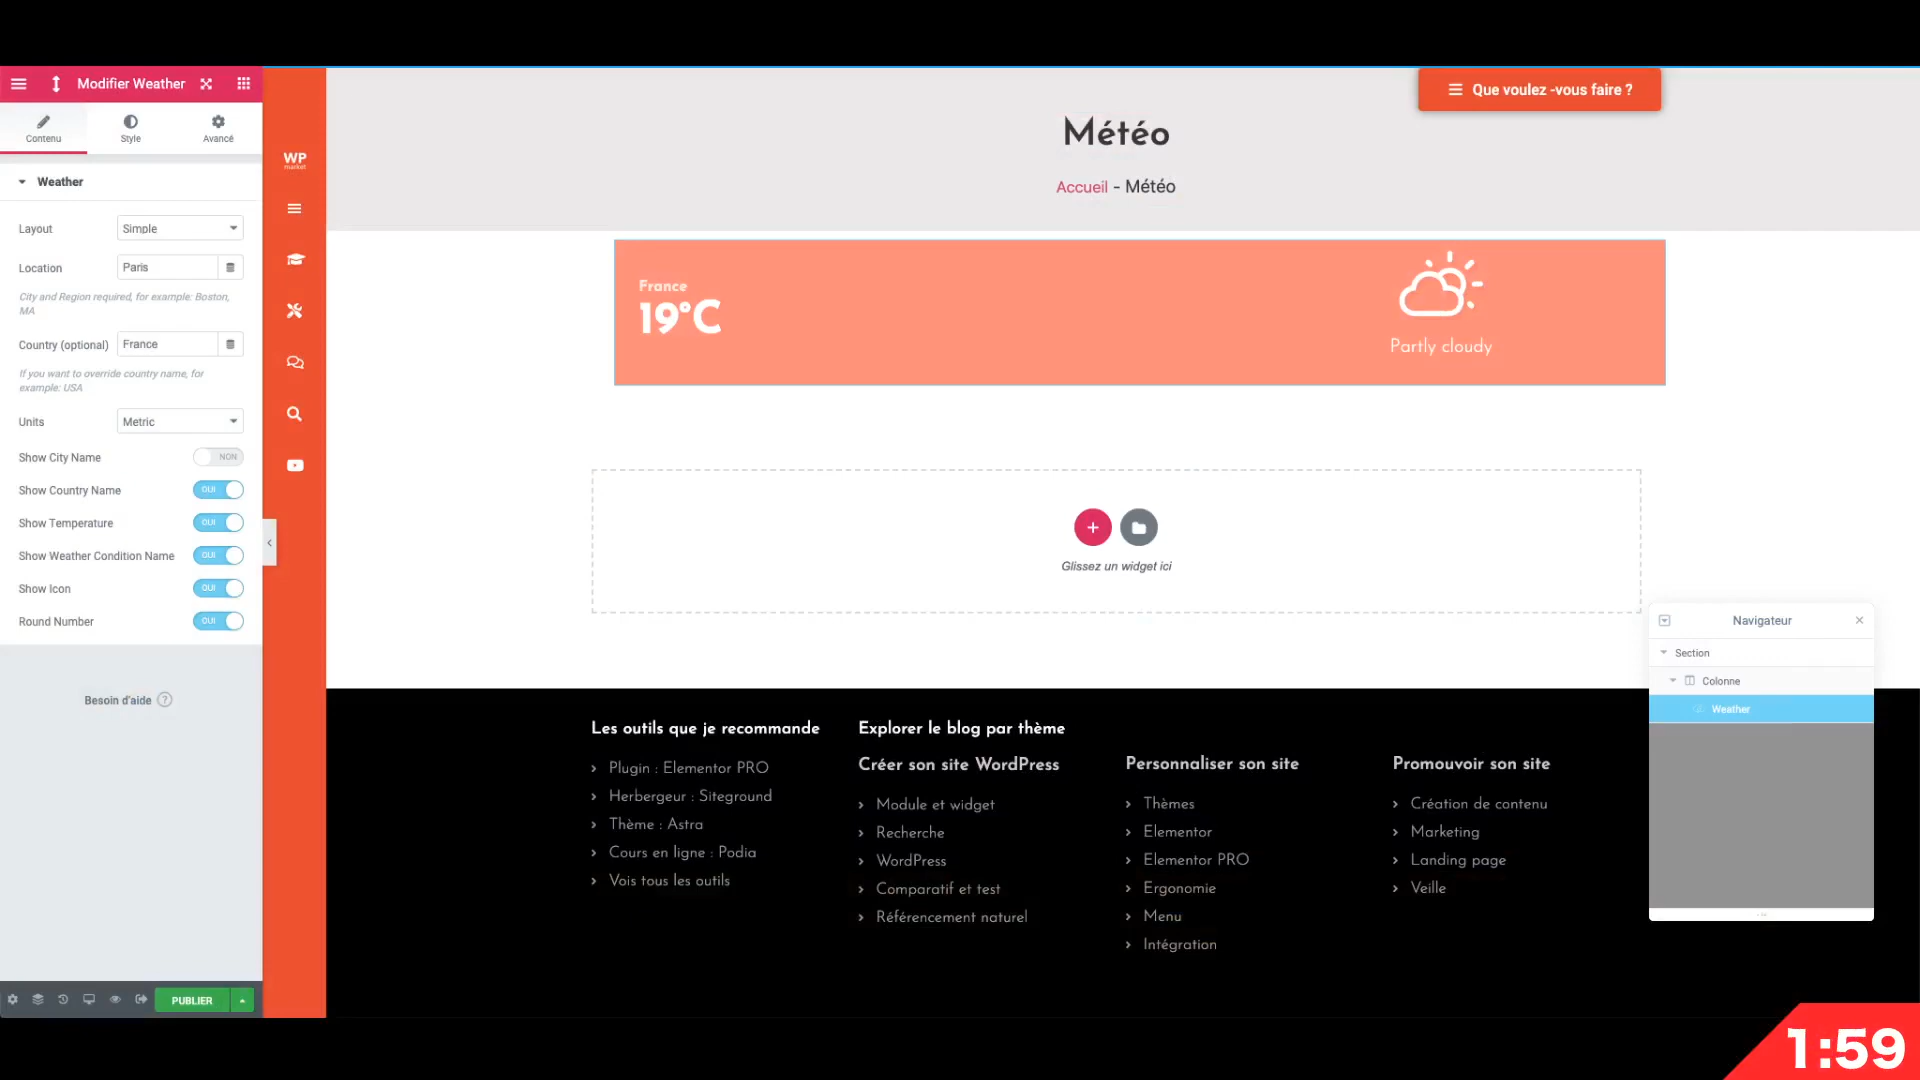 Modifier Weather
Contenu
Style
Avancé
Weather
Layout
Simple
Location
Paris
City and Region required, for example: Boston,
MA
Country (optional)
France
If you want to override country name, for
example: USA
Units
Metric
Show City Name
NON
Show Country Name
OUI
Show Temperature
OUI
Show Weather Condition Name
OUI
Show Icon
OUI
Round Number
OUI
Besoin d'aide
PUBLIER
WP
market
Que voulez -vous faire ?
Météo
Accueil - Météo
France
19°C
Partly cloudy
Glissez un widget ici
Navigateur
Section
Colonne
Weather
Les outils que je recommande
Plugin : Elementor PRO
Herbergeur : Siteground
Thème : Astra
Cours en ligne : Podia
Vois tous les outils
Explorer le blog par thème
Créer son site WordPress
Module et widget
Recherche
WordPress
Comparatif et test
Référencement naturel
Personnaliser son site
Thèmes
Elementor
Elementor PRO
Ergonomie
Menu
Intégration
Promouvoir son site
Création de contenu
Marketing
Landing page
Veille
1:59